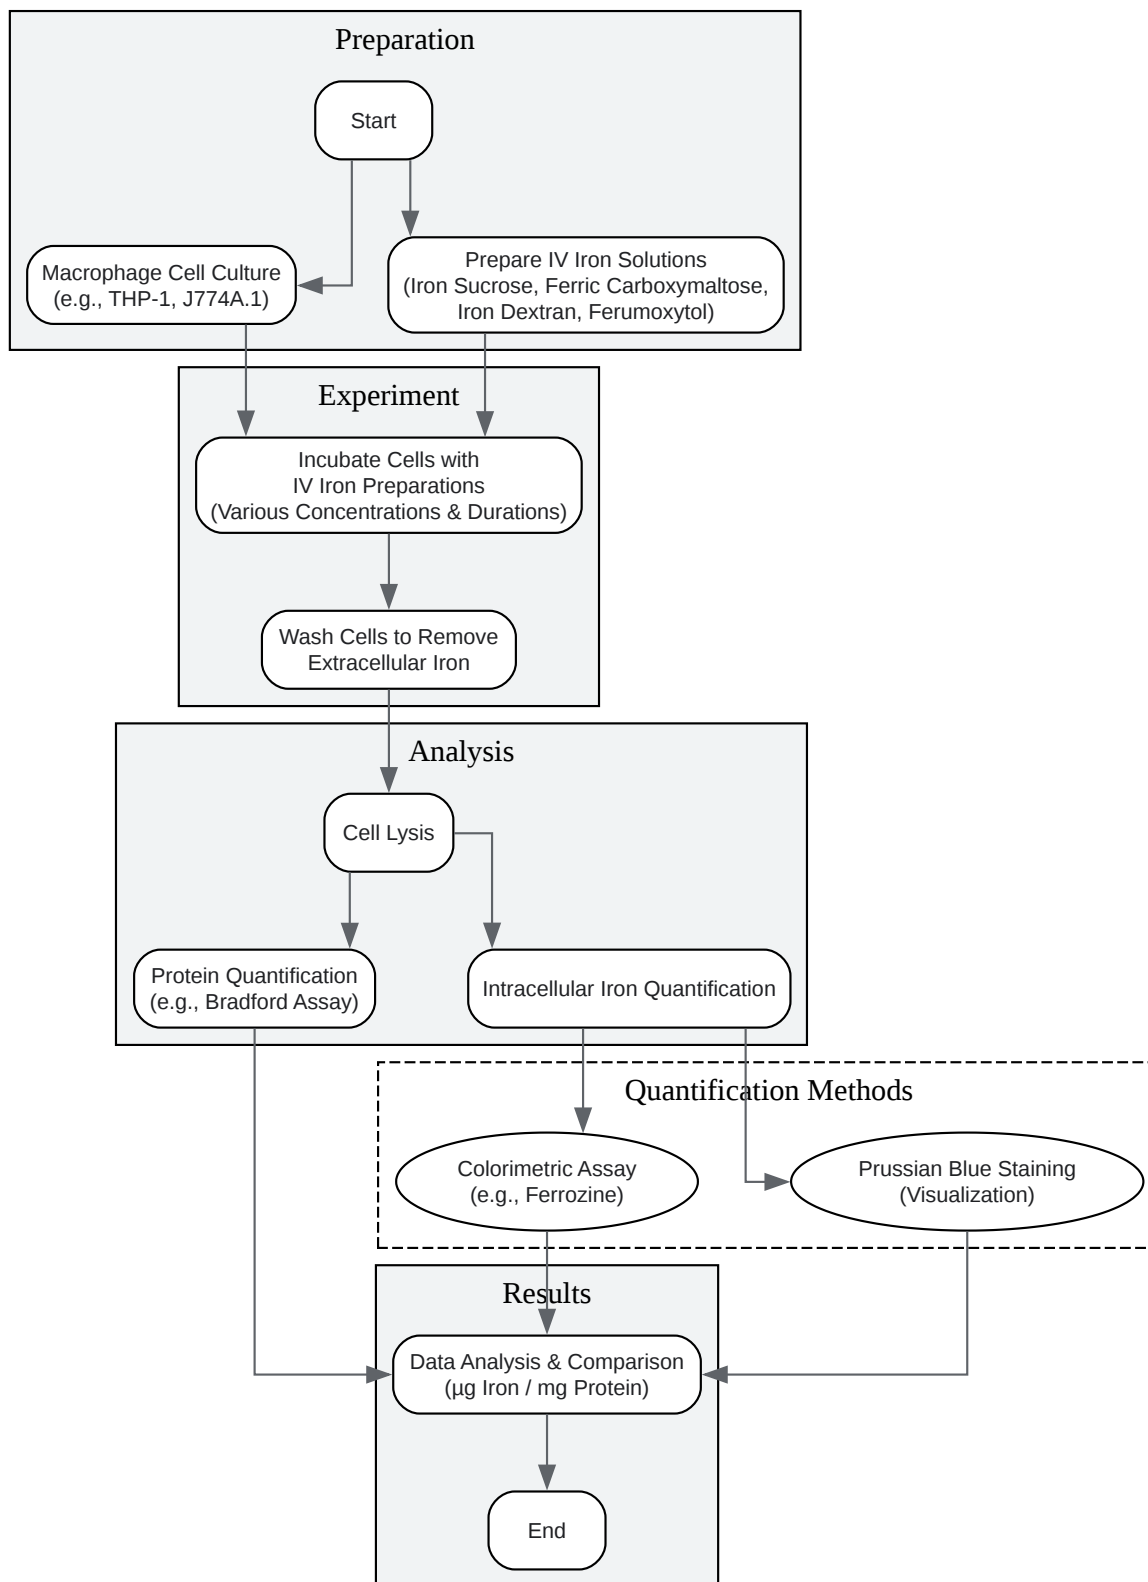 Preparation
Start
Macrophage Cell Culture
(e.g., THP-1, J774A.1)
Prepare IV Iron Solutions
(Iron Sucrose, Ferric Carboxymaltose,
Iron Dextran, Ferumoxytol)
Experiment
Incubate Cells with
IV Iron Preparations
(Various Concentrations & Durations)
Wash Cells to Remove
Extracellular Iron
Analysis
Cell Lysis
Protein Quantification
(e.g., Bradford Assay)
Intracellular Iron Quantification
Quantification Methods
Colorimetric Assay
(e.g., Ferrozine)
Prussian Blue Staining
(Visualization)
Results
Data Analysis & Comparison
(µg Iron / mg Protein)
End